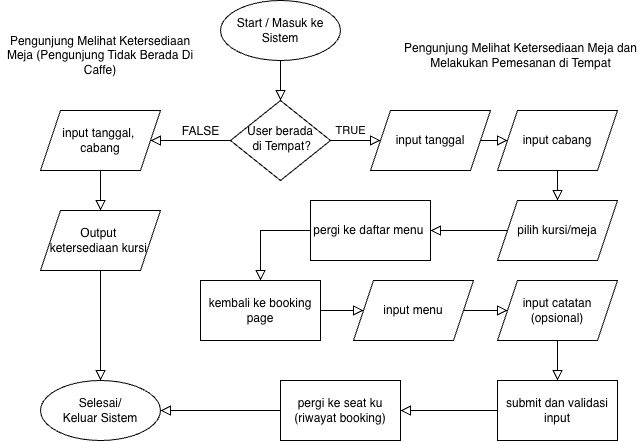 Start / Masuk ke
Sistem
Pengunjung Melihat Ketersediaan
Meja (Pengunjung Tidak Berada Di
Caffe)
Pengunjung Melihat Ketersediaan Meja dan
Melakukan Pemesanan di Tempat
User berada
di Tempat?
FALSE
TRUE
input tanggal,
cabang
input tanggal
input cabang
Output
ketersediaan kursi
pergi ke daftar menu
pilih kursi/meja
kembali ke booking
page
input menu
input catatan
(opsional)
Selesai/
Keluar Sistem
pergi ke seat ku
(riwayat booking)
submit dan validasi
input